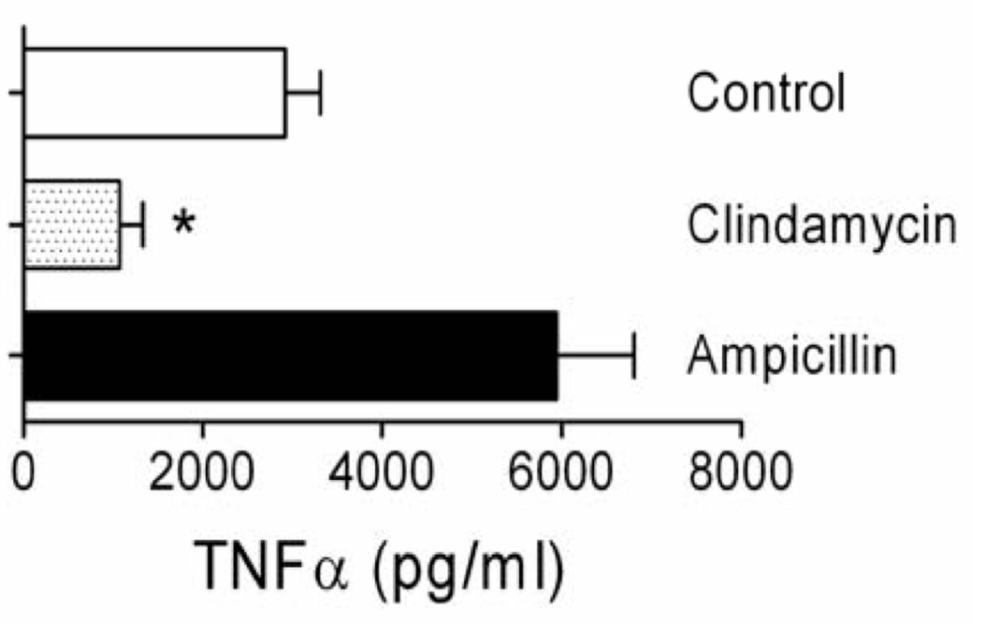 Control
*
Clindamycin
Ampicillin
0 2000 4000 6000 8000
TNFα (pg/ml)